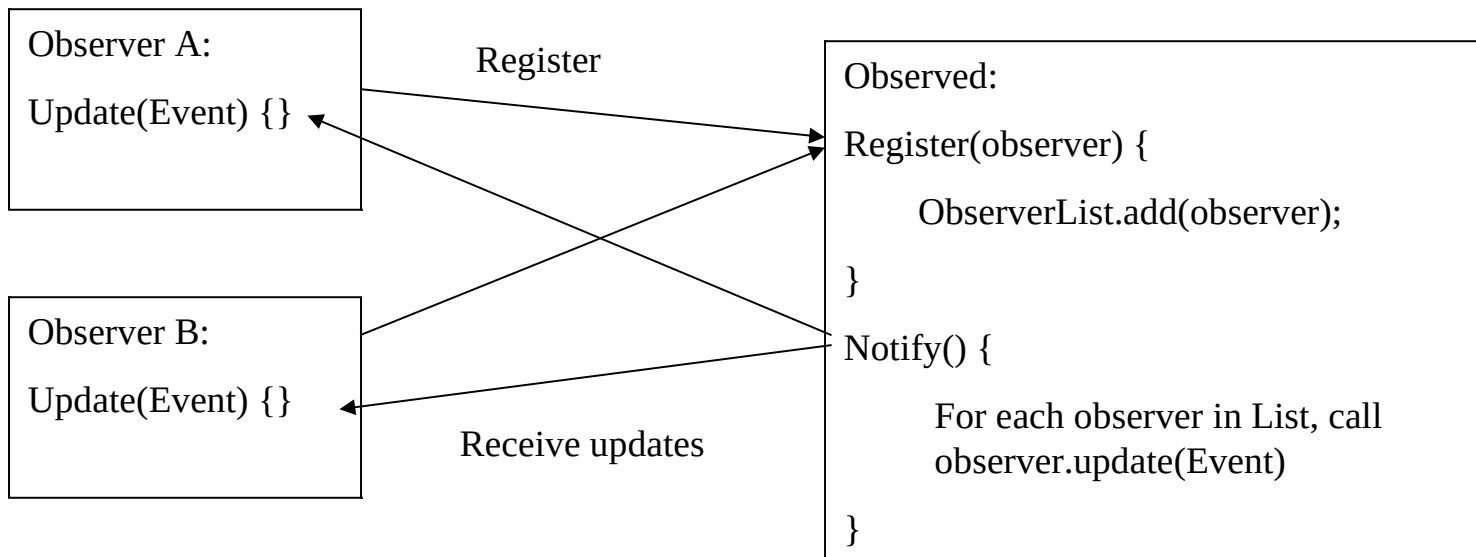 Observer A:
Update(Event) {}
Register
Observer B:
Update(Event) {}
Receive updates
Observed:
Register(observer) {
ObserverList.add(observer);
}
Notify() {
For each observer in List, call
observer.update(Event)
}